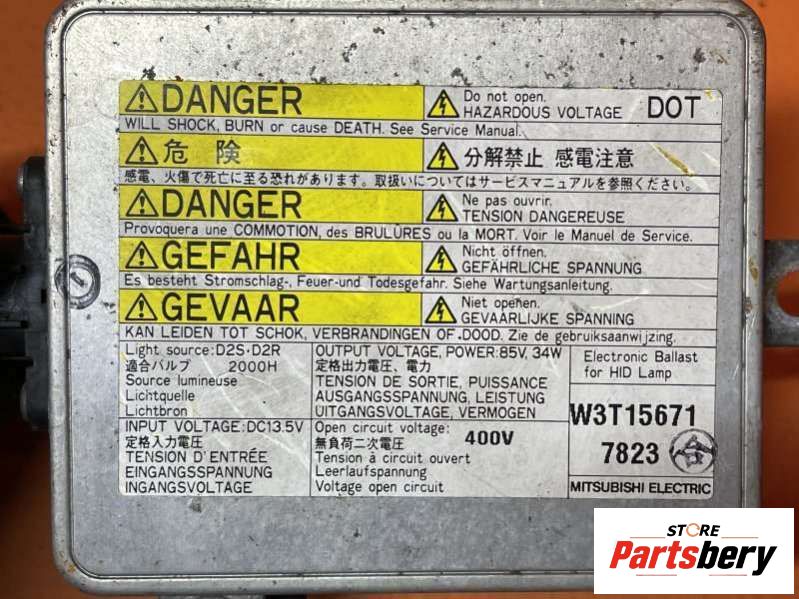 DANGER
Do not open.
HAZARDOUS VOLTAGE
DOT
WILL SHOCK, BURN or cause DEATH. See Service Manual.
危 険
分解禁止 感電注意
感電、火傷で死亡に至る恐れがあります。取扱いについてはサービスマニュアルを参照ください。
DANGER
Ne pas ouvrir.
TENSION DANGEREUSE
Provoquera une COMMOTION, des BRULÛRES ou la MORT. Voir le Manuel de Service.
GEFAHR
Nicht öffnen.
GEFÄHRLICHE SPANNUNG
Es besteht Stromschlag-, Feuer-und Todesgefahr. Siehe Wartungsanleitung.
GEVAAR
Niet openen.
GEVAARLIJKE SPANNING
KAN LEIDEN TOT SCHOK, VERBRANDINGEN OF DOOD. Zie de gebruiksaanwijzing.
Light source:D2S·D2R
適合バルブ 2000H
Source lumineuse
Lichtquelle
Lichtbron
OUTPUT VOLTAGE, POWER:85V, 34W
定格出力電圧、電力
TENSION DE SORTIE, PUISSANCE
AUSGANGSSPANNUNG, LEISTUNG
UITGANGSVOLTAGE, VERMOGEN
Electronic Ballast
for HID Lamp
INPUT VOLTAGE:DC13.5V
定格入力電圧
TENSION D'ENTRÉE
EINGANGSSPANNUNG
INGANGSVOLTAGE
Open circuit voltage:
無負荷二次電圧 400V
Tension à circuit ouvert
Leerlaufspannung
Voltage open circuit
W3T15671
7823 合
MITSUBISHI ELECTRIC
STORE
Partsbery